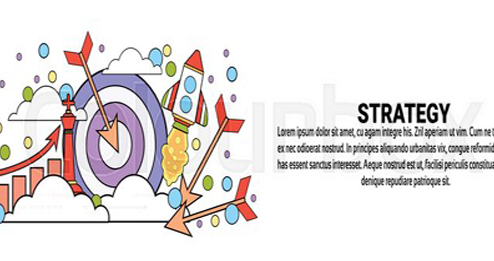 STRATEGY
Lorem ipsum dolor sit amet, cu agam integre his. Zril aperiam ut vim. Cum ne t
ex nec odio honestatis. In principes aliquando urbanitas vix, congue reformid
has essent sanctus interesset. Aeque nostrud est ut, facilisi periculis constitua
denique repudiare patrioque sit.